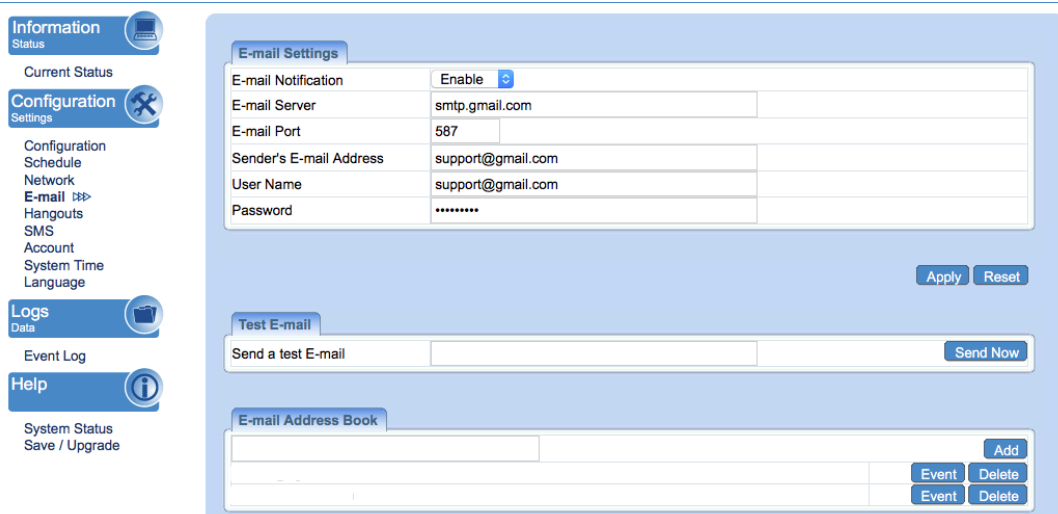 Information
Status
Current Status
Configuration
Settings
Configuration
Schedule
Network
E-mail
Hangouts
SMS
Account
System Time
Language
Logs
Data
Event Log
Help
System Status
Save / Upgrade
E-mail Settings
E-mail Notification Enable
E-mail Server smtp.gmail.com
E-mail Port 587
Sender's E-mail Address support@gmail.com
User Name support@gmail.com
Password •••••••••
Apply Reset
Test E-mail
Send a test E-mail Send Now
E-mail Address Book
Add
Event Delete
Event Delete